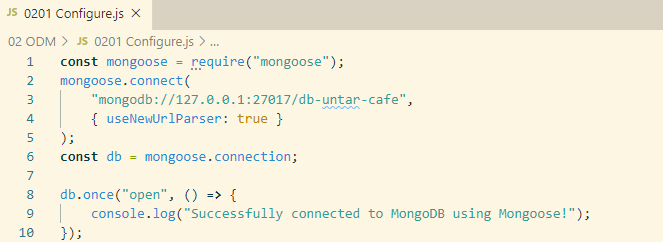 JS 0201 Configure.js ×
02 ODM > JS 0201 Configure.js > ...
1 const mongoose = require("mongoose");
2 mongoose.connect(
3 "mongodb://127.0.0.1:27017/db-untar-cafe",
4 { useNewUrlParser: true }
5 );
6 const db = mongoose.connection;
7
8 db.once("open", () => {
9 console.log("Successfully connected to MongoDB using Mongoose!");
10 });